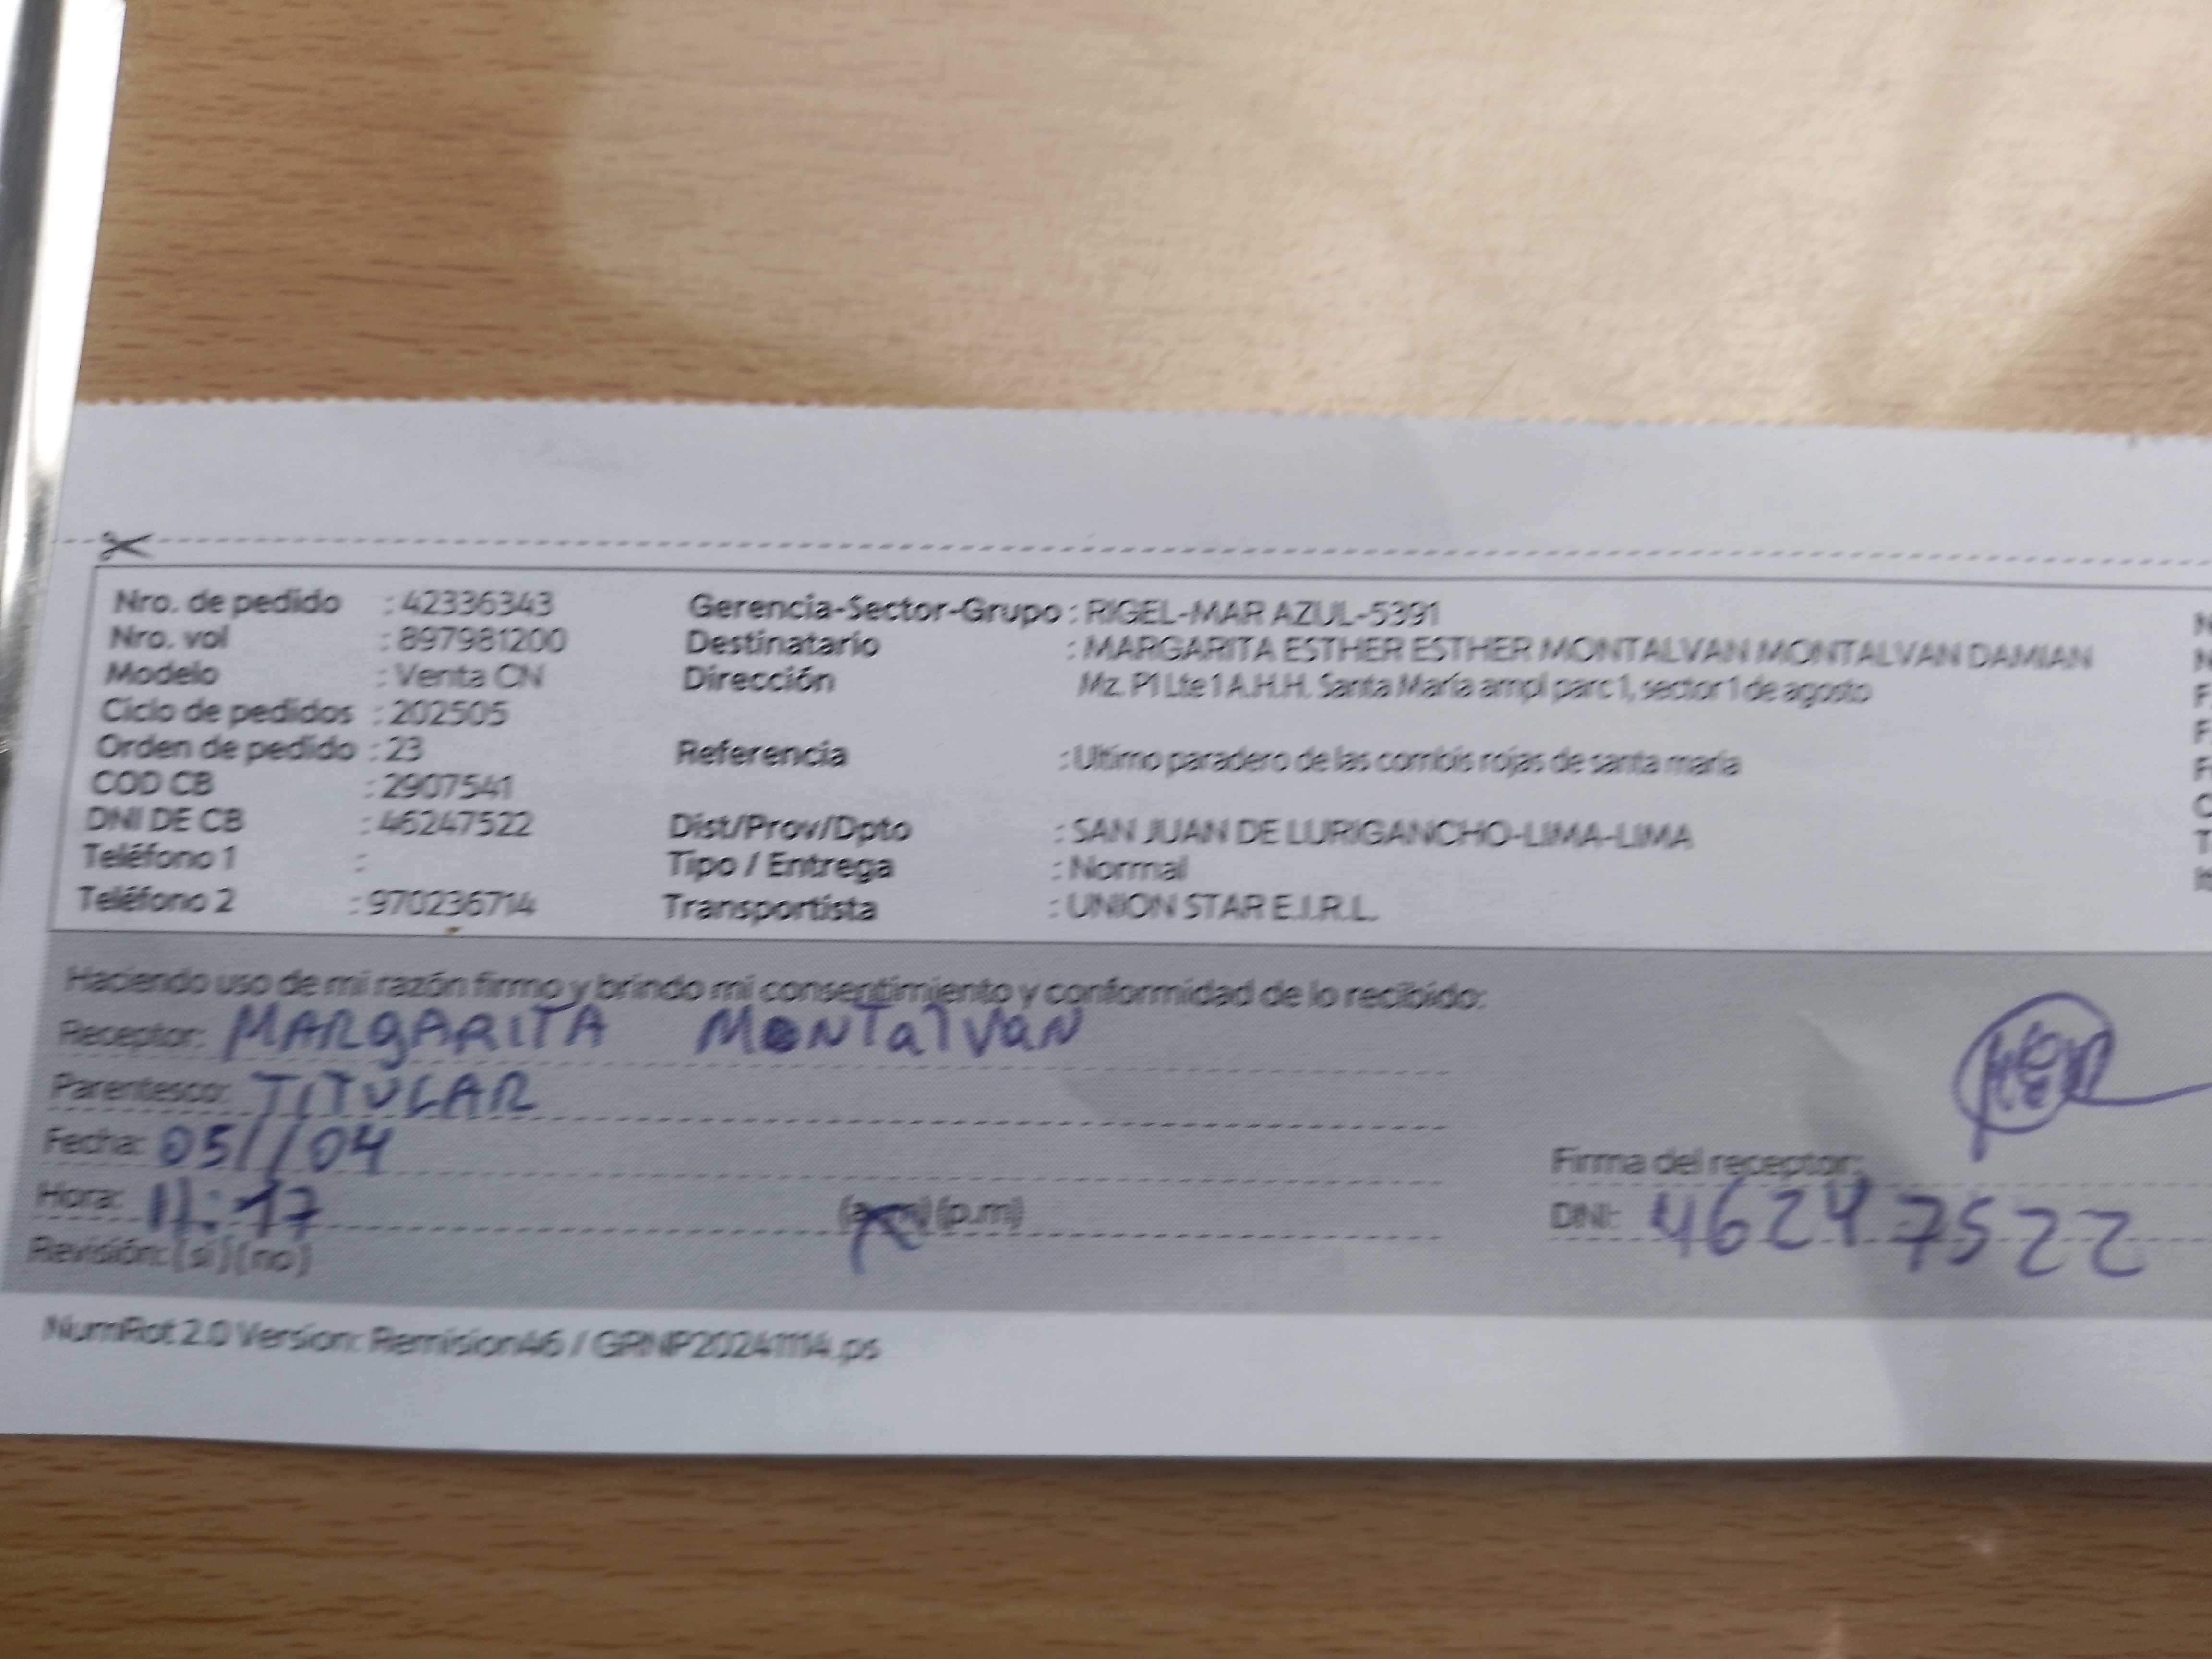 Nro. de pedido : 42336343 Gerencia-Sector-Grupo : RIGEL-MAR AZUL-5391
Nro. vol : 897981200 Destinatario : MARGARITA ESTHER ESTHER MONTALVAN MONTALVAN DAMIAN
Modelo : Venta CN Dirección Mz. P1 Lte 1 A.H.H. Santa María ampl parc 1, sector 1 de agosto
Ciclo de pedidos : 202505
Orden de pedido : 23 Referencia : Ultimo paradero de las combis rojas de santa maria
COD CB : 2907541
DNI DE CB : 46247522 Dist/Prov/Dpto : SAN JUAN DE LURIGANCHO-LIMA-LIMA
Teléfono 1 : Tipo / Entrega : Normal
Teléfono 2 : 970236714 Transportista : UNION STAR E.I.R.L.
Haciendo uso de mi razón firmo y brindo mi consentimiento y conformidad de lo recibido:
Receptor: MARGARITA MONTalVaN
Parentesco: TITULAR
Fecha: 05//04
Firma del receptor:
Hora: 11:17 (a.m) (p.m) DNI: 46247522
Revisión: (si) (no)
NumRot 2.0 Version: Remision46 / GRNP20241114.ps